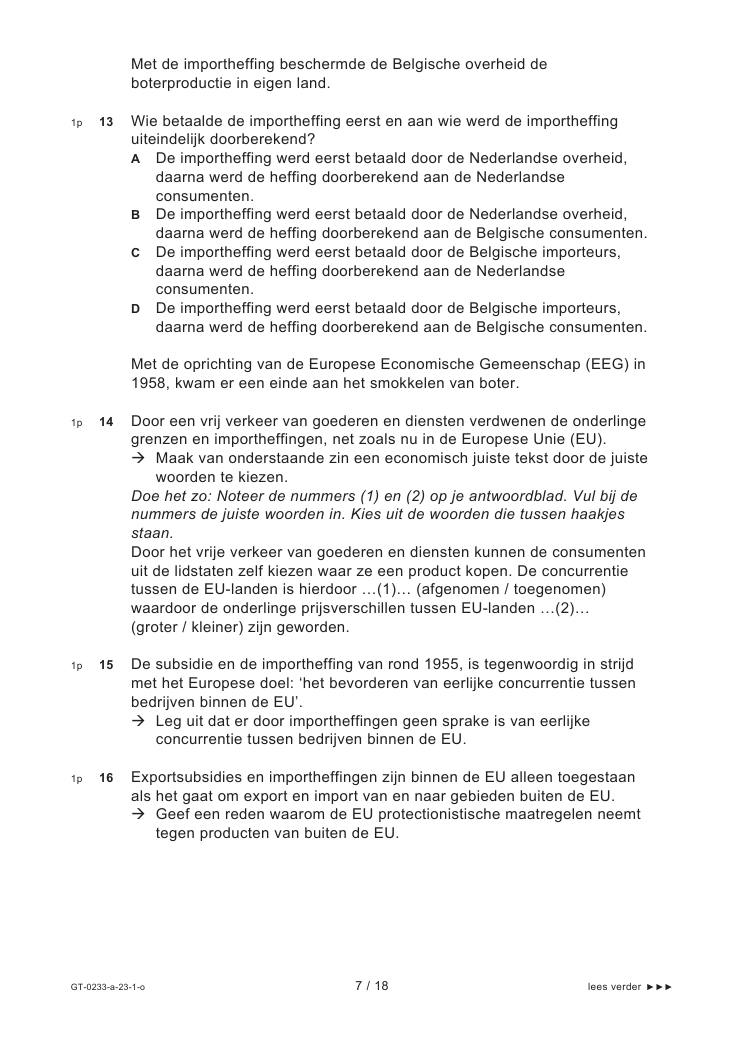 Met de importheffing beschermde de Belgische overheid de
boterproductie in eigen land.
1p 13 Wie betaalde de importheffing eerst en aan wie werd de importheffing
uiteindelijk doorberekend?
A De importheffing werd eerst betaald door de Nederlandse overheid,
daarna werd de heffing doorberekend aan de Nederlandse
consumenten.
B De importheffing werd eerst betaald door de Nederlandse overheid,
daarna werd de heffing doorberekend aan de Belgische consumenten.
C De importheffing werd eerst betaald door de Belgische importeurs,
daarna werd de heffing doorberekend aan de Nederlandse
consumenten.
D De importheffing werd eerst betaald door de Belgische importeurs,
daarna werd de heffing doorberekend aan de Belgische consumenten.
Met de oprichting van de Europese Economische Gemeenschap (EEG) in
1958, kwam er een einde aan het smokkelen van boter.
1p 14 Door een vrij verkeer van goederen en diensten verdwenen de onderlinge
grenzen en importheffingen, net zoals nu in de Europese Unie (EU).
→ Maak van onderstaande zin een economisch juiste tekst door de juiste
woorden te kiezen.
Doe het zo: Noteer de nummers (1) en (2) op je antwoordblad. Vul bij de
nummers de juiste woorden in. Kies uit de woorden die tussen haakjes
staan.
Door het vrije verkeer van goederen en diensten kunnen de consumenten
uit de lidstaten zelf kiezen waar ze een product kopen. De concurrentie
tussen de EU-landen is hierdoor …(1)… (afgenomen / toegenomen)
waardoor de onderlinge prijsverschillen tussen EU-landen …(2)…
(groter / kleiner) zijn geworden.
1p 15 De subsidie en de importheffing van rond 1955, is tegenwoordig in strijd
met het Europese doel: ‘het bevorderen van eerlijke concurrentie tussen
bedrijven binnen de EU’.
→ Leg uit dat er door importheffingen geen sprake is van eerlijke
concurrentie tussen bedrijven binnen de EU.
1p 16 Exportsubsidies en importheffingen zijn binnen de EU alleen toegestaan
als het gaat om export en import van en naar gebieden buiten de EU.
→ Geef een reden waarom de EU protectionistische maatregelen neemt
tegen producten van buiten de EU.
GT-0233-a-23-1-o 7 / 18 lees verder ►►►